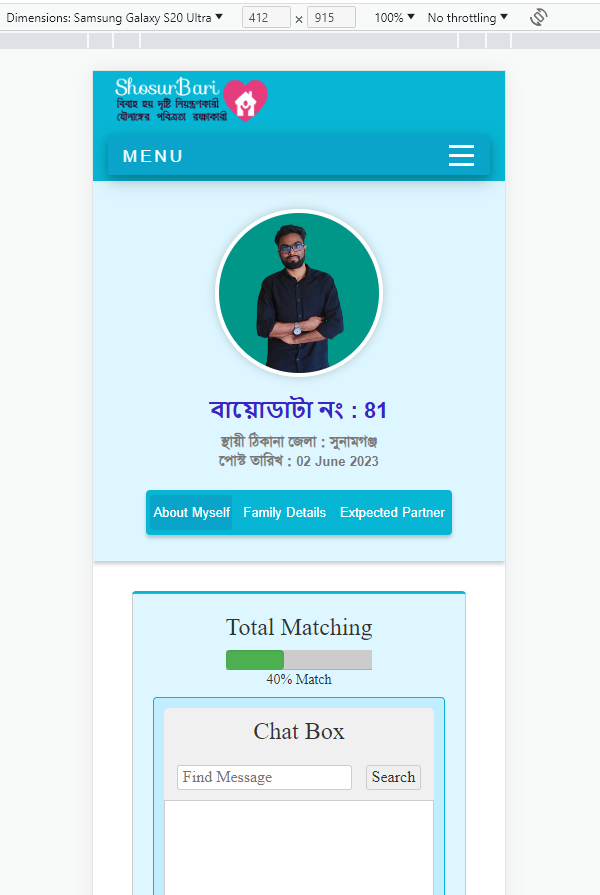 Dimensions: Samsung Galaxy S20 Ultra 412 × 915 100% No throttling
ShosurBari
বিবাহ হয় দৃষ্টি নিয়ন্ত্রণকারী
যৌনাঙ্গের পবিত্রতা রক্ষাকারী
MENU
বায়োডাটা নং : 81
স্থায়ী ঠিকানা জেলা : সুনামগঞ্জ
পোস্ট তারিখ : 02 June 2023
About Myself Family Details Extpected Partner
Total Matching
40% Match
Chat Box
Find Message Search